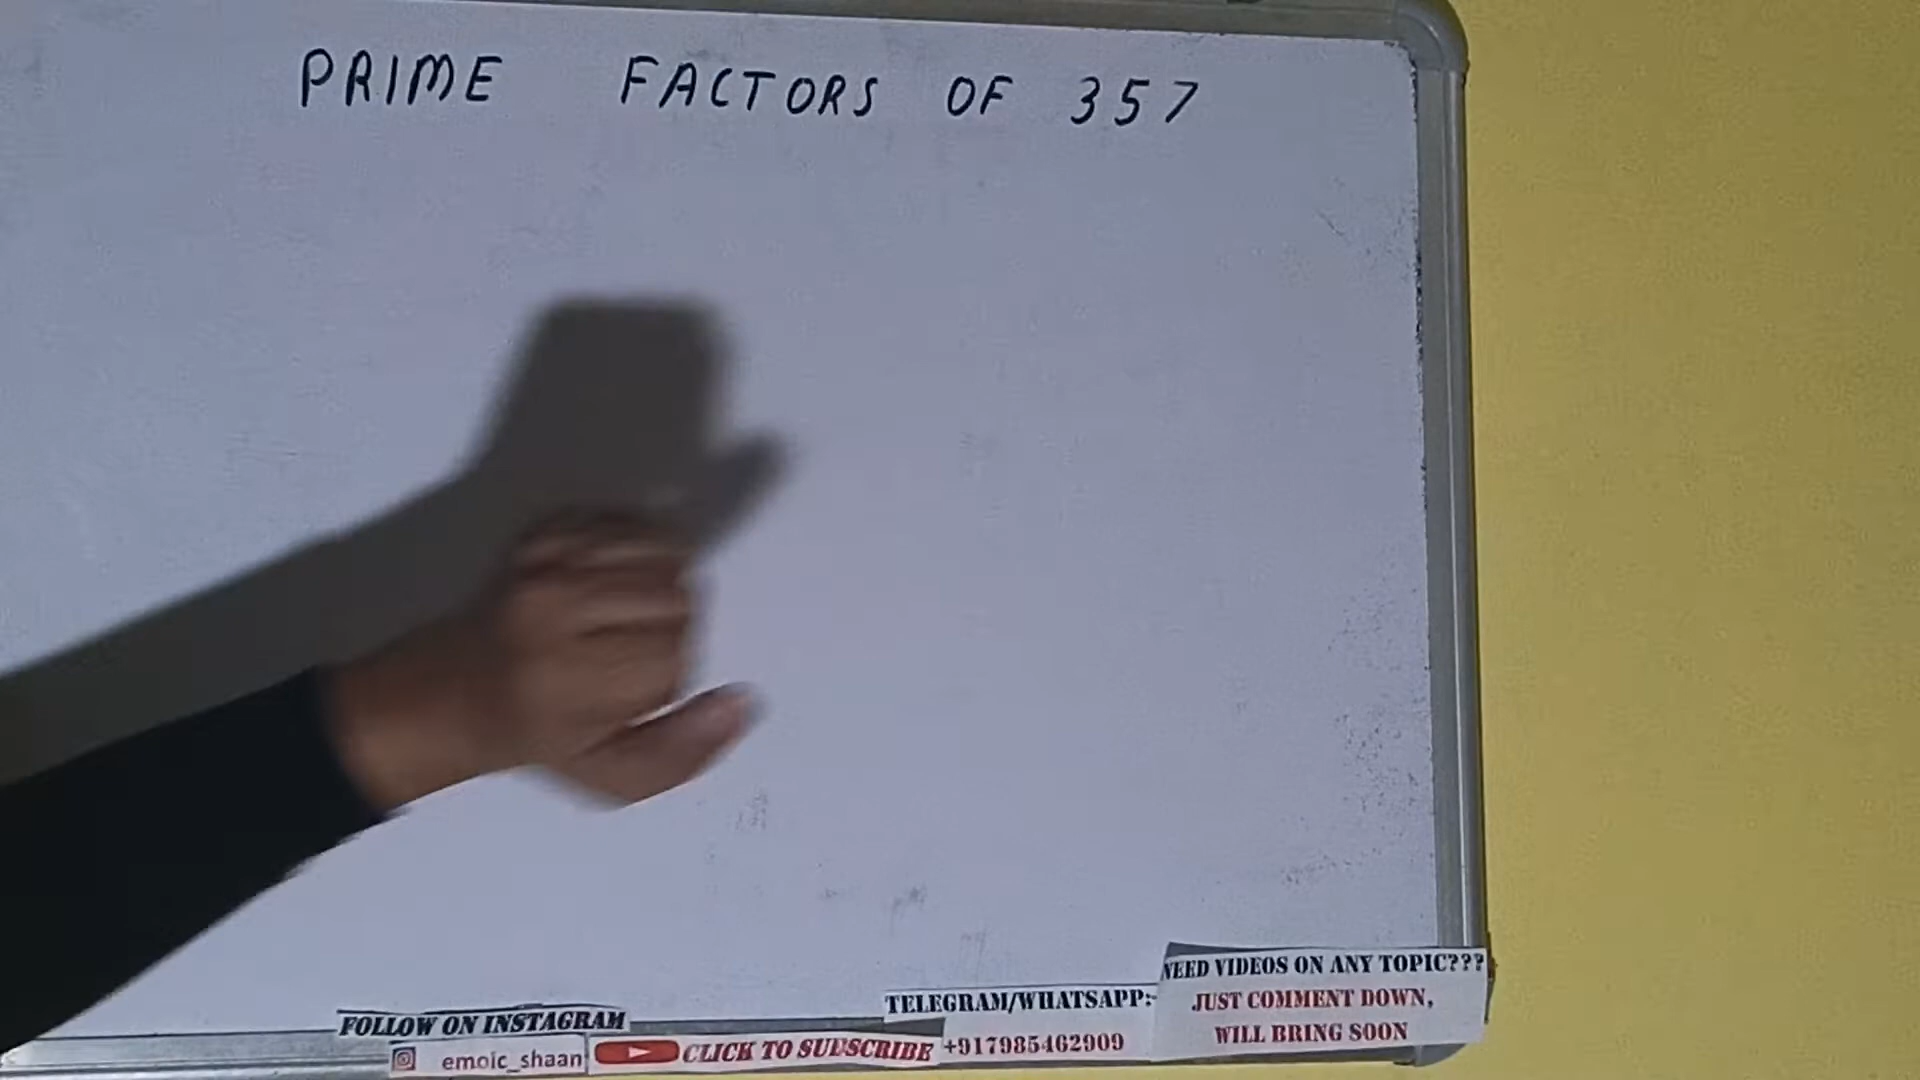 PRIME FACTORS OF 357
NEED VIDEOS ON ANY TOPIC???
JUST COMMENT DOWN,
WILL BRING SOON
TELEGRAM/WHATSAPP:-
+917985462909
FOLLOW ON INSTAGRAM
emoic_shaan
CLICK TO SUBSCRIBE